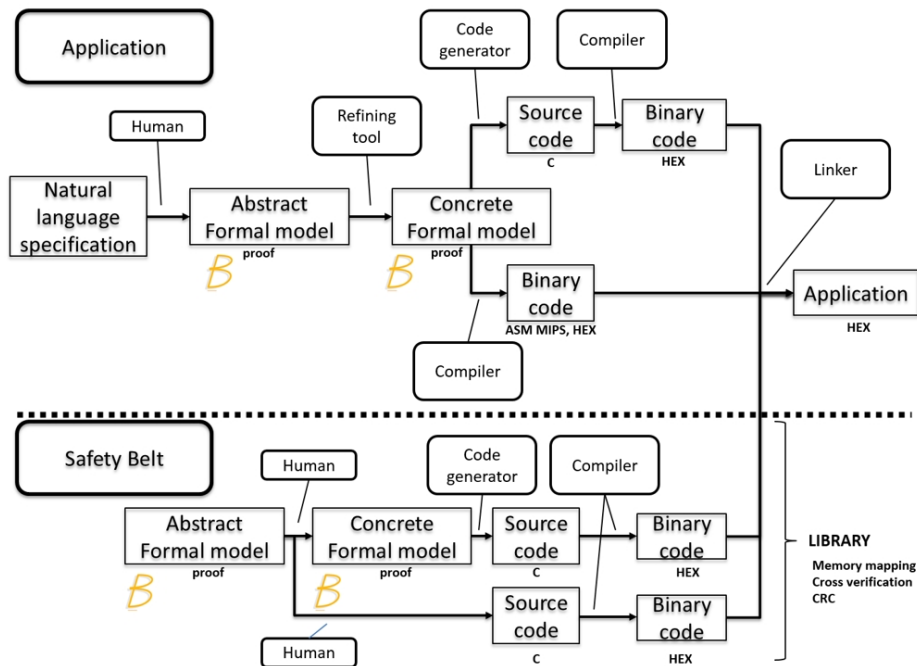 Application
Code
generator
Compiler
Human
Refining
tool
Source
code
C
Binary
code
HEX
Linker
Natural
language
specification
Abstract
Formal model
proof
B
Concrete
Formal model
proof
B
Binary
code
ASM MIPS, HEX
Application
HEX
Compiler
Safety Belt
Human
Code
generator
Compiler
Abstract
Formal model
proof
B
Concrete
Formal model
proof
B
Source
code
C
Binary
code
HEX
LIBRARY
Memory mapping
Cross verification
CRC
Source
code
C
Binary
code
HEX
Human